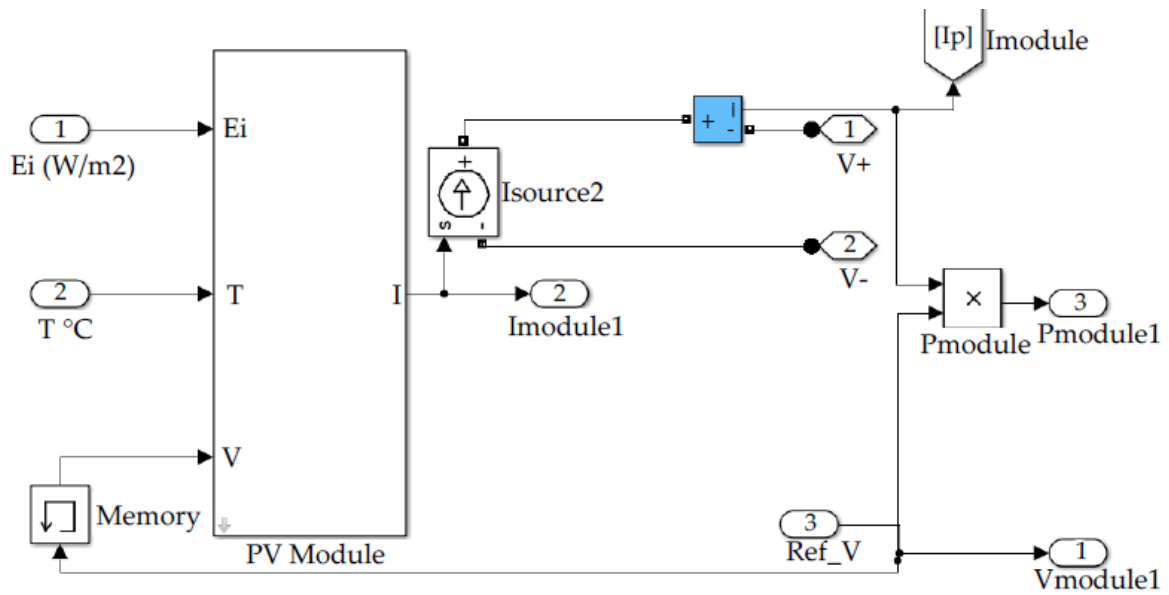 [Ip] Imodule
1
Ei (W/m2)
Ei
+ i
-
1
V+
+
s -
Isource2
2
V-
2
T °C
T
I
2
Imodule1
×
Pmodule
3
Pmodule1
V
Memory
PV Module
3
Ref_V
1
Vmodule1